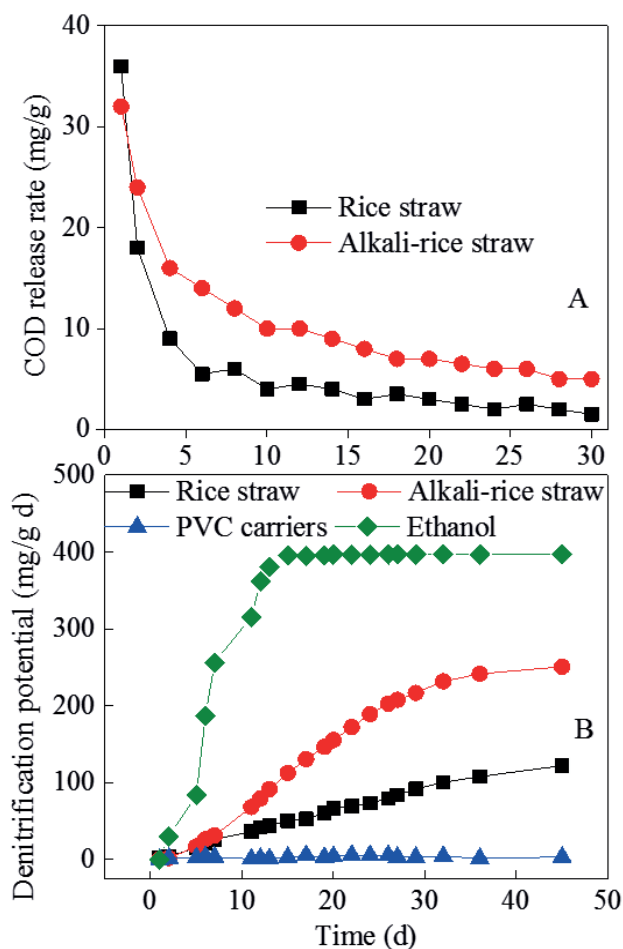 40
30
20
10
0
COD release rate (mg/g)
Rice straw
Alkali-rice straw
A
0 5 10 15 20 25 30
500
400
300
200
100
0
Denitrification potential (mg/g d)
Rice straw Alkali-rice straw
PVC carriers Ethanol
B
0 10 20 30 40 50
Time (d)